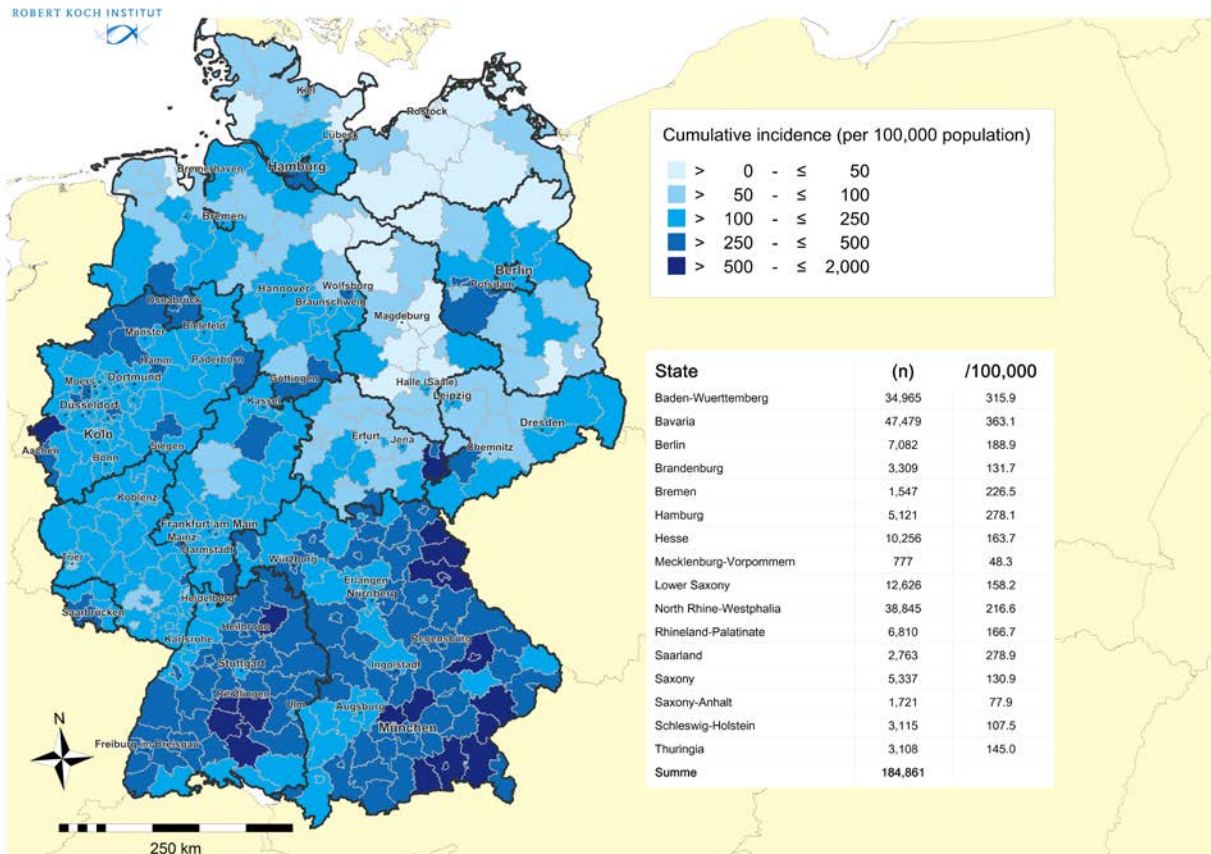 ROBERT KOCH INSTITUT
Kiel
Rostock
Lübeck
Bremerhaven
Hamburg
Bremen
Berlin
Wolfsburg
Potsdam
Hannover
Braunschweig
Osnabrück
Magdeburg
Münster
Bielefeld
Hamm
Paderborn
Göttingen
Halle (Saale)
Moers
Dortmund
Leipzig
Kassel
Düsseldorf
Dresden
Köln
Erfurt
Jena
Chemnitz
Aachen
Siegen
Bonn
Koblenz
Frankfurt am Main
Mainz
Darmstadt
Trier
Würzburg
Erlangen
Nürnberg
Heidelberg
Saarbrücken
Heilbronn
Karlsruhe
Regensburg
Stuttgart
Ingolstadt
Reutlingen
Ulm
Augsburg
München
Freiburg im Breisgau
N
250 km
Cumulative incidence (per 100,000 population)
> 0 - ≤ 50
> 50 - ≤ 100
> 100 - ≤ 250
> 250 - ≤ 500
> 500 - ≤ 2,000
State (n) /100,000
Baden-Wuerttemberg 34,965 315.9
Bavaria 47,479 363.1
Berlin 7,082 188.9
Brandenburg 3,309 131.7
Bremen 1,547 226.5
Hamburg 5,121 278.1
Hesse 10,256 163.7
Mecklenburg-Vorpommern 777 48.3
Lower Saxony 12,626 158.2
North Rhine-Westphalia 38,845 216.6
Rhineland-Palatinate 6,810 166.7
Saarland 2,763 278.9
Saxony 5,337 130.9
Saxony-Anhalt 1,721 77.9
Schleswig-Holstein 3,115 107.5
Thuringia 3,108 145.0
Summe 184,861